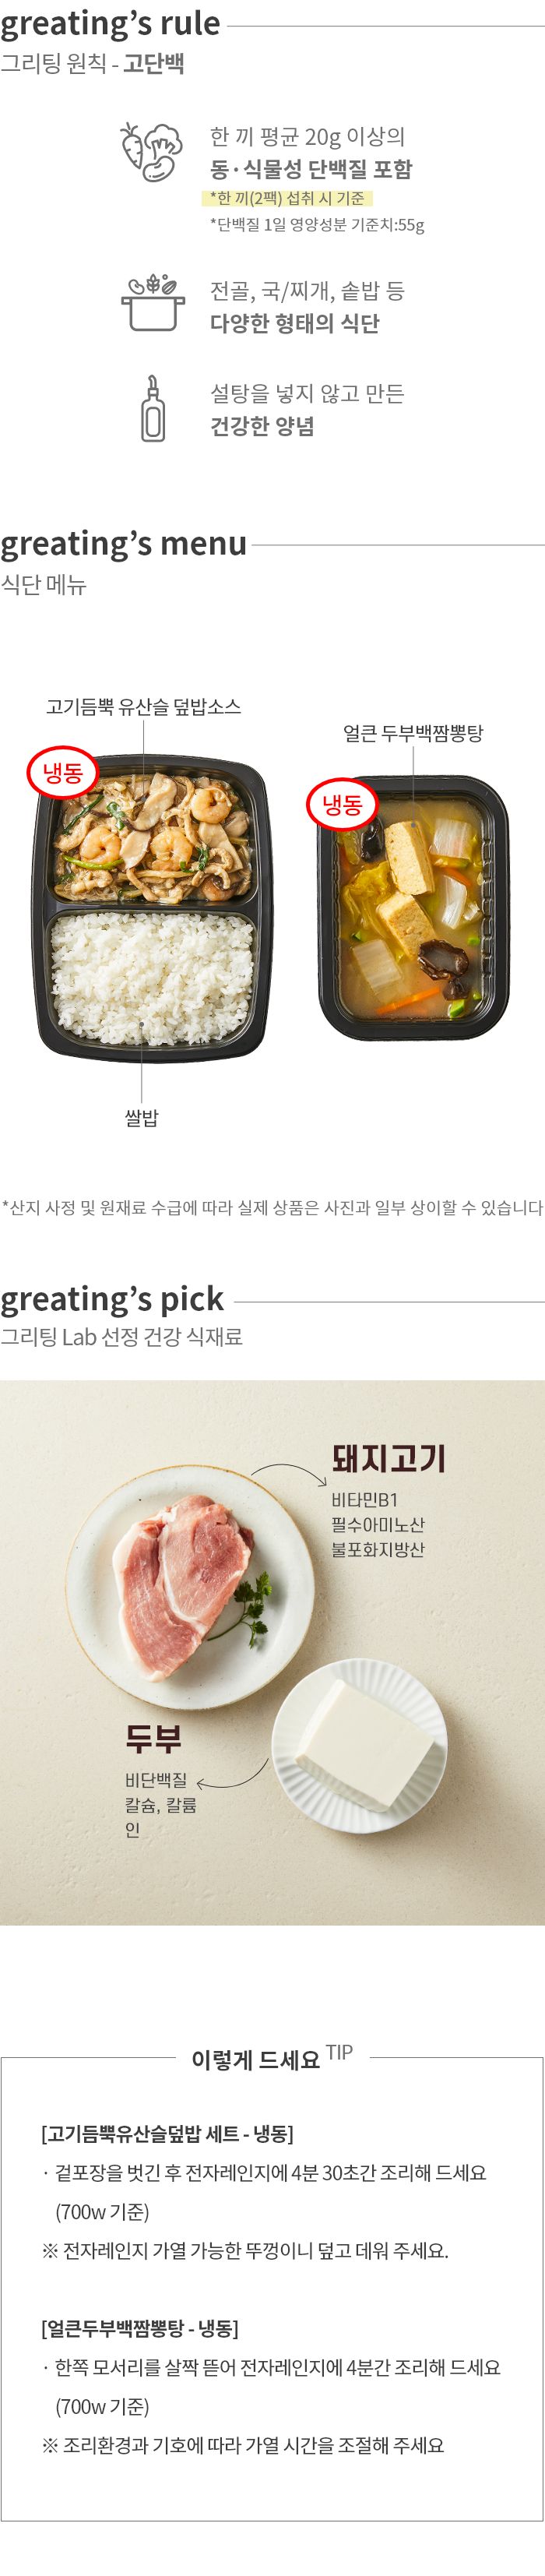 greating’s rule
그리팅 원칙 - 고단백
한 끼 평균 20g 이상의
동·식물성 단백질 포함
*한 끼(2팩) 섭취 시 기준
*단백질 1일 영양성분 기준치:55g
전골, 국/찌개, 솥밥 등
다양한 형태의 식단
설탕을 넣지 않고 만든
건강한 양념
greating’s menu
식단 메뉴
고기듬뿍 유산슬 덮밥소스
얼큰 두부백짬뽕탕
냉동
냉동
쌀밥
*산지 사정 및 원재료 수급에 따라 실제 상품은 사진과 일부 상이할 수 있습니다
greating’s pick
그리팅 Lab 선정 건강 식재료
돼지고기
비타민B1
필수아미노산
불포화지방산
두부
비단백질
칼슘, 칼륨
인
이렇게 드세요 TIP
[고기듬뿍유산슬덮밥 세트 - 냉동]
· 겉포장을 벗긴 후 전자레인지에 4분 30초간 조리해 드세요
(700w 기준)
※ 전자레인지 가열 가능한 뚜껑이니 덮고 데워 주세요.
[얼큰두부백짬뽕탕 - 냉동]
· 한쪽 모서리를 살짝 뜯어 전자레인지에 4분간 조리해 드세요
(700w 기준)
※ 조리환경과 기호에 따라 가열 시간을 조절해 주세요